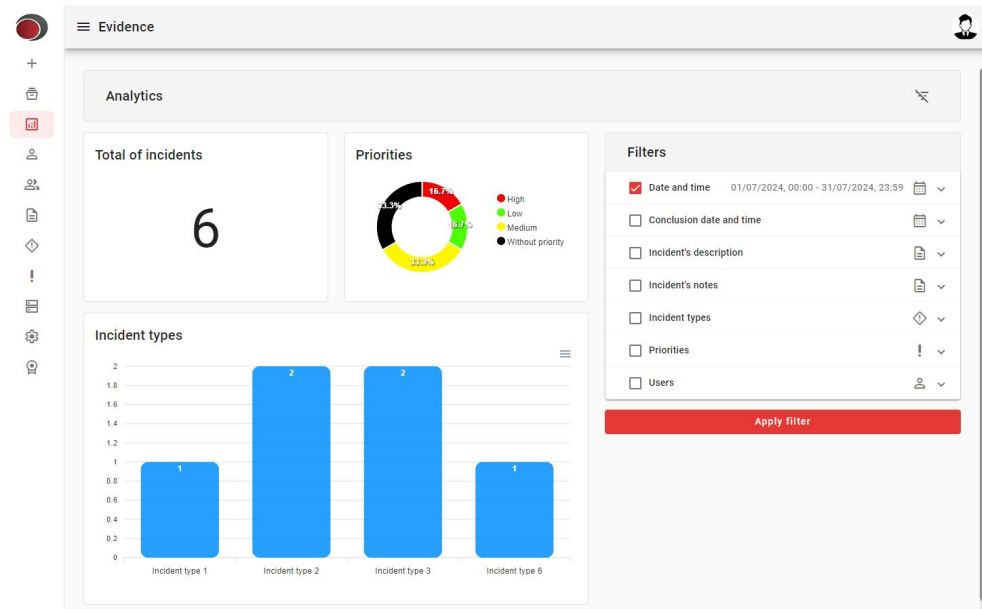 Evidence
Analytics
Total of incidents
6
Priorities
16.7%
16.7%
33.3%
33.3%
High
Low
Medium
Without priority
Filters
Date and time 01/07/2024, 00:00 - 31/07/2024, 23:59
Conclusion date and time
Incident's description
Incident's notes
Incident types
Priorities
Users
Apply filter
Incident types
2
1.8
1.6
1.4
1.2
1
0.8
0.6
0.4
0.2
0
1
2
2
1
Incident type 1
Incident type 2
Incident type 3
Incident type 6